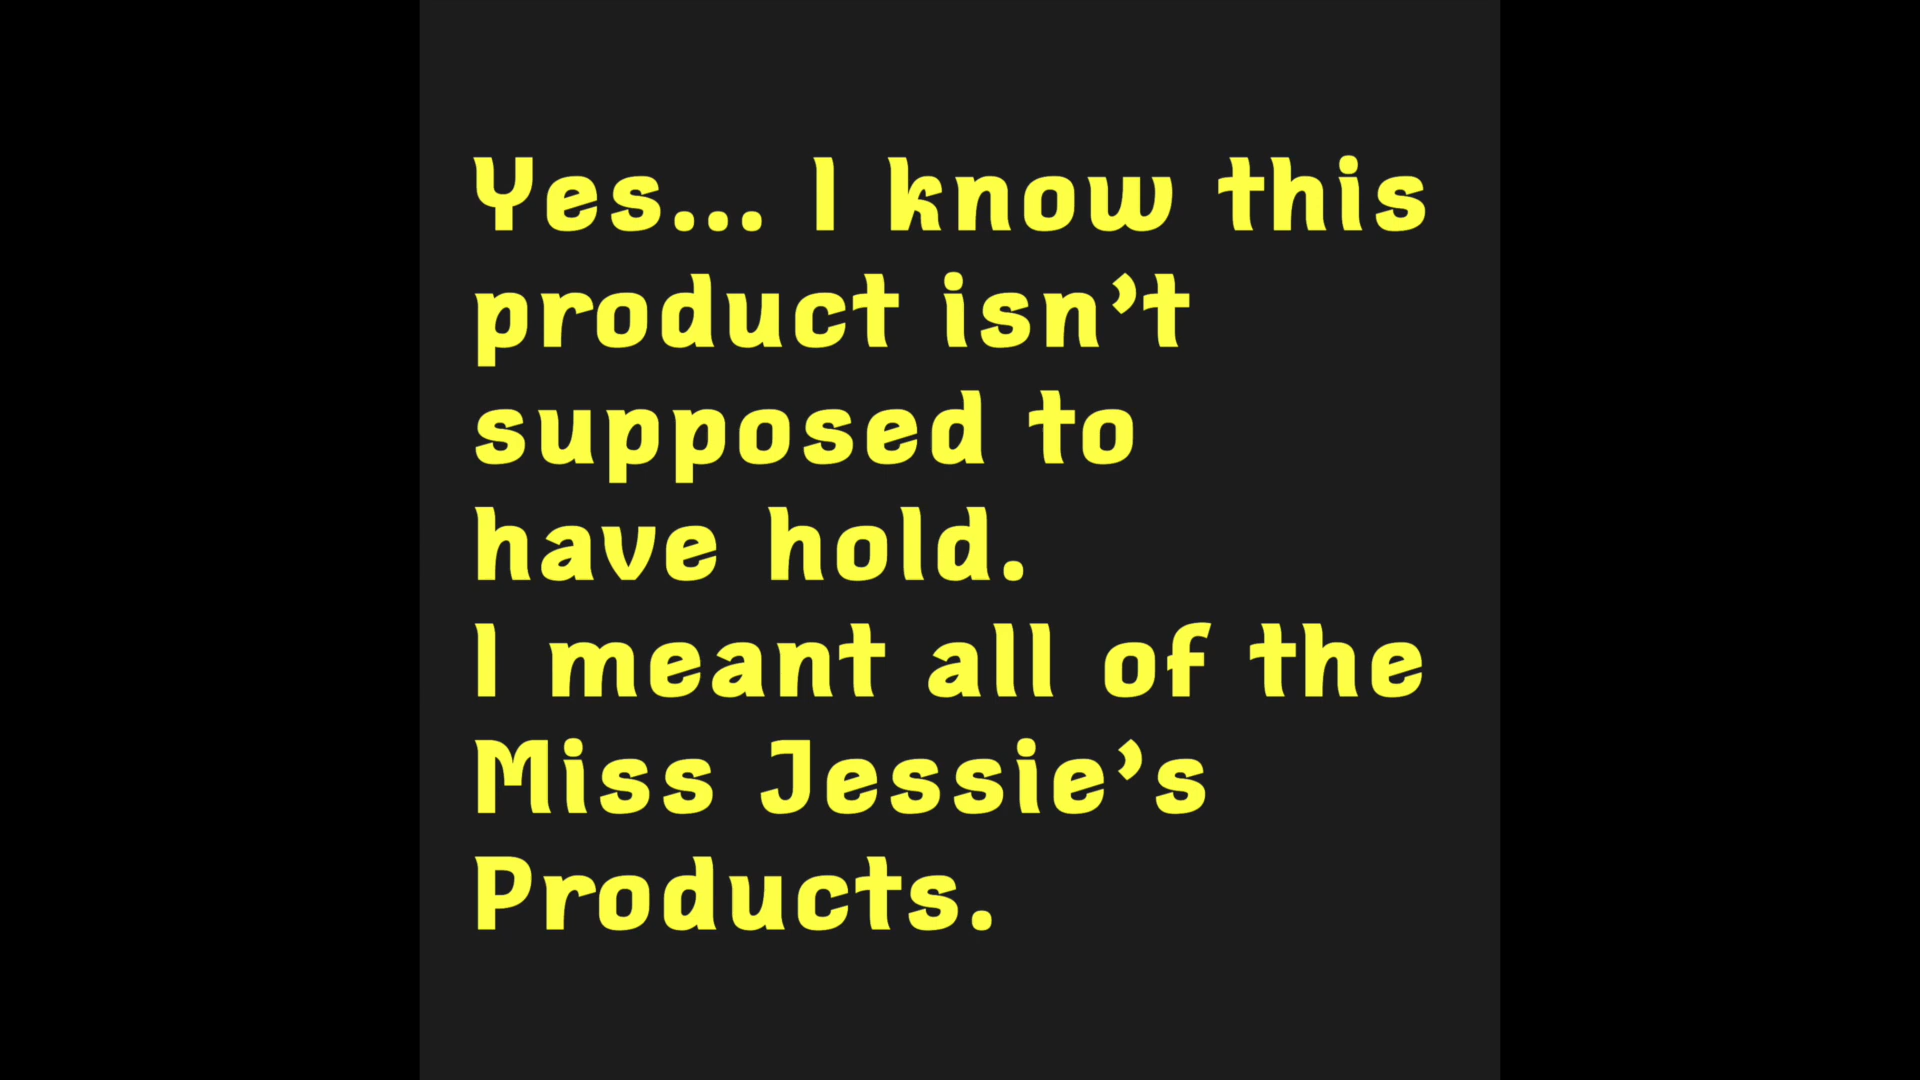 Yes... I know this
product isn't
supposed to
have hold.
I meant all of the
Miss Jessie's
Products.